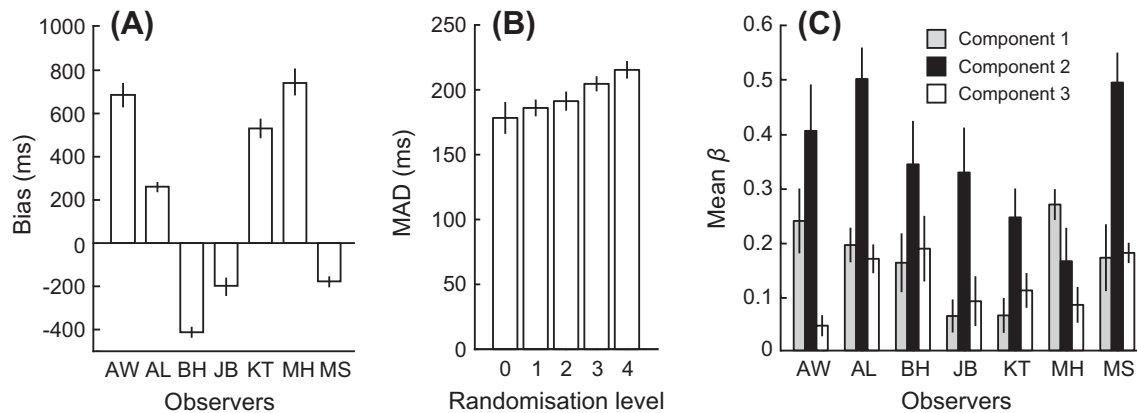 (A)
Bias (ms)
1000
800
600
400
200
0
-200
-400
AW AL BH JB KT MH MS
Observers
(B)
MAD (ms)
250
200
150
100
50
0
0 1 2 3 4
Randomisation level
(C)
Component 1
Component 2
Component 3
Mean β
0.6
0.5
0.4
0.3
0.2
0.1
0
AW AL BH JB KT MH MS
Observers